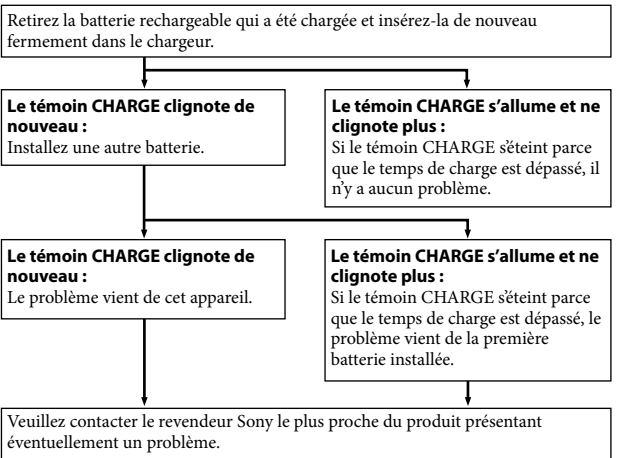 Retirez la batterie rechargeable qui a été chargée et insérez-la de nouveau
fermement dans le chargeur.
Le témoin CHARGE clignote de
nouveau :
Installez une autre batterie.
Le témoin CHARGE s'allume et ne
clignote plus :
Si le témoin CHARGE s'éteint parce
que le temps de charge est dépassé, il
n'y a aucun problème.
Le témoin CHARGE clignote de
nouveau :
Le problème vient de cet appareil.
Le témoin CHARGE s'allume et ne
clignote plus :
Si le témoin CHARGE s'éteint parce
que le temps de charge est dépassé, le
problème vient de la première
batterie installée.
Veuillez contacter le revendeur Sony le plus proche du produit présentant
éventuellement un problème.